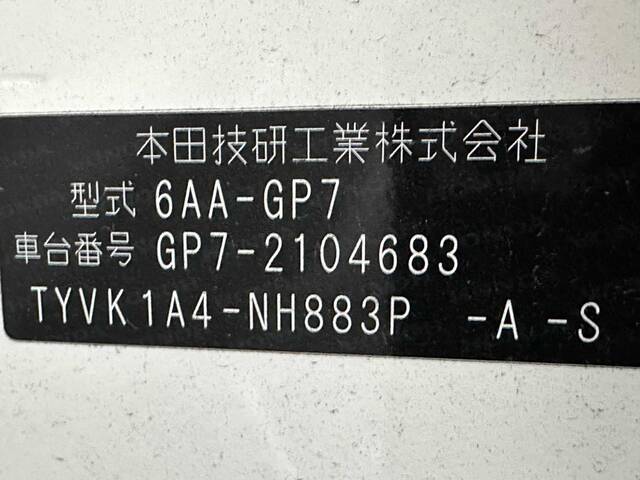 本田技研工業株式会社
型式 6AA-GP7
車台番号 GP7-2104683
TYVK1A4-NH883P -A -S